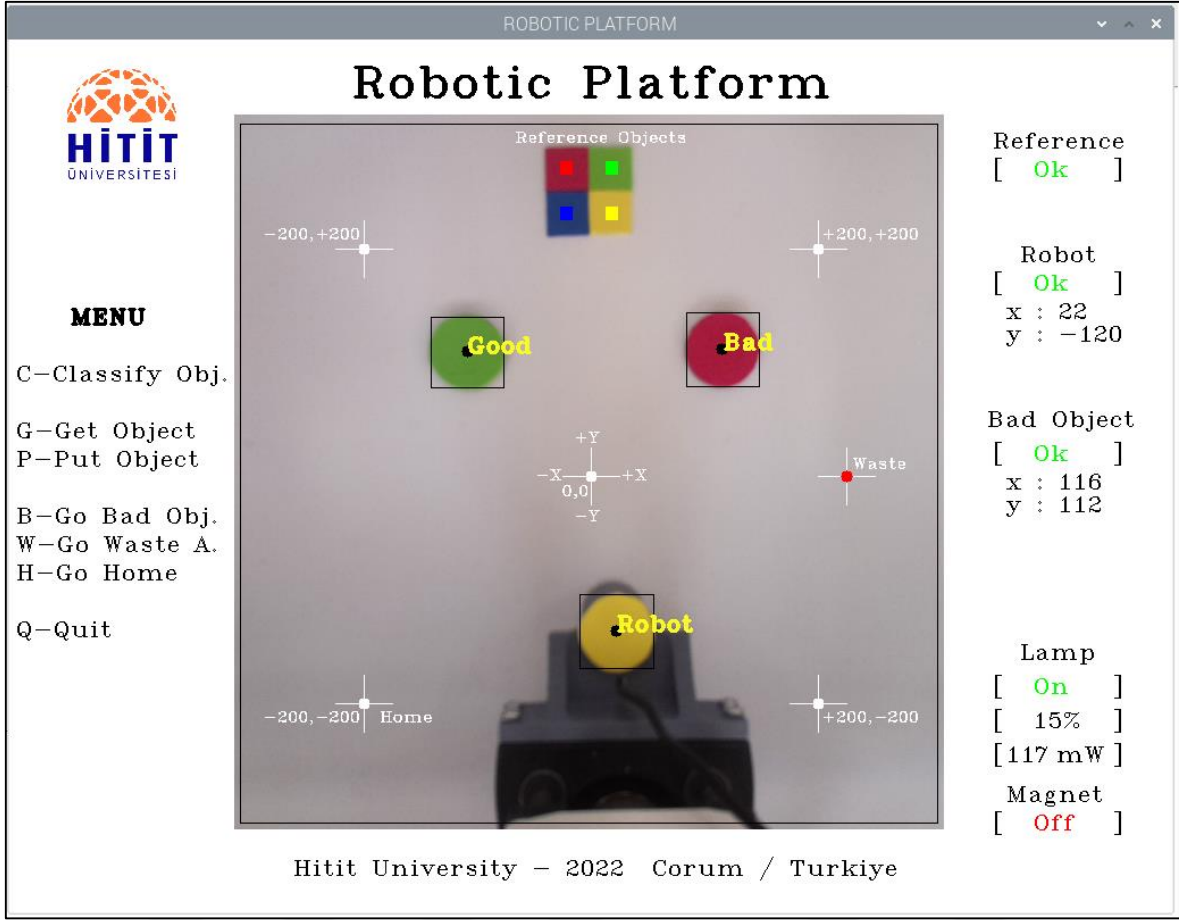 ROBOTIC PLATFORM
Robotic Platform
HİTİT
ÜNİVERSİTESİ
MENU
C-Classify Obj.
G-Get Object
P-Put Object
B-Go Bad Obj.
W-Go Waste A.
H-Go Home
Q-Quit
Reference Objects
-200,+200
+200,+200
Good
Bad
+Y
-X
+X
0,0
-Y
Waste
Robot
-200,-200
Home
+200,-200
Reference
[ Ok ]
Robot
[ Ok ]
x : 22
y : -120
Bad Object
[ Ok ]
x : 116
y : 112
Lamp
[ On ]
[ 15% ]
[117 mW ]
Magnet
[ Off ]
Hitit University - 2022 Corum / Turkiye